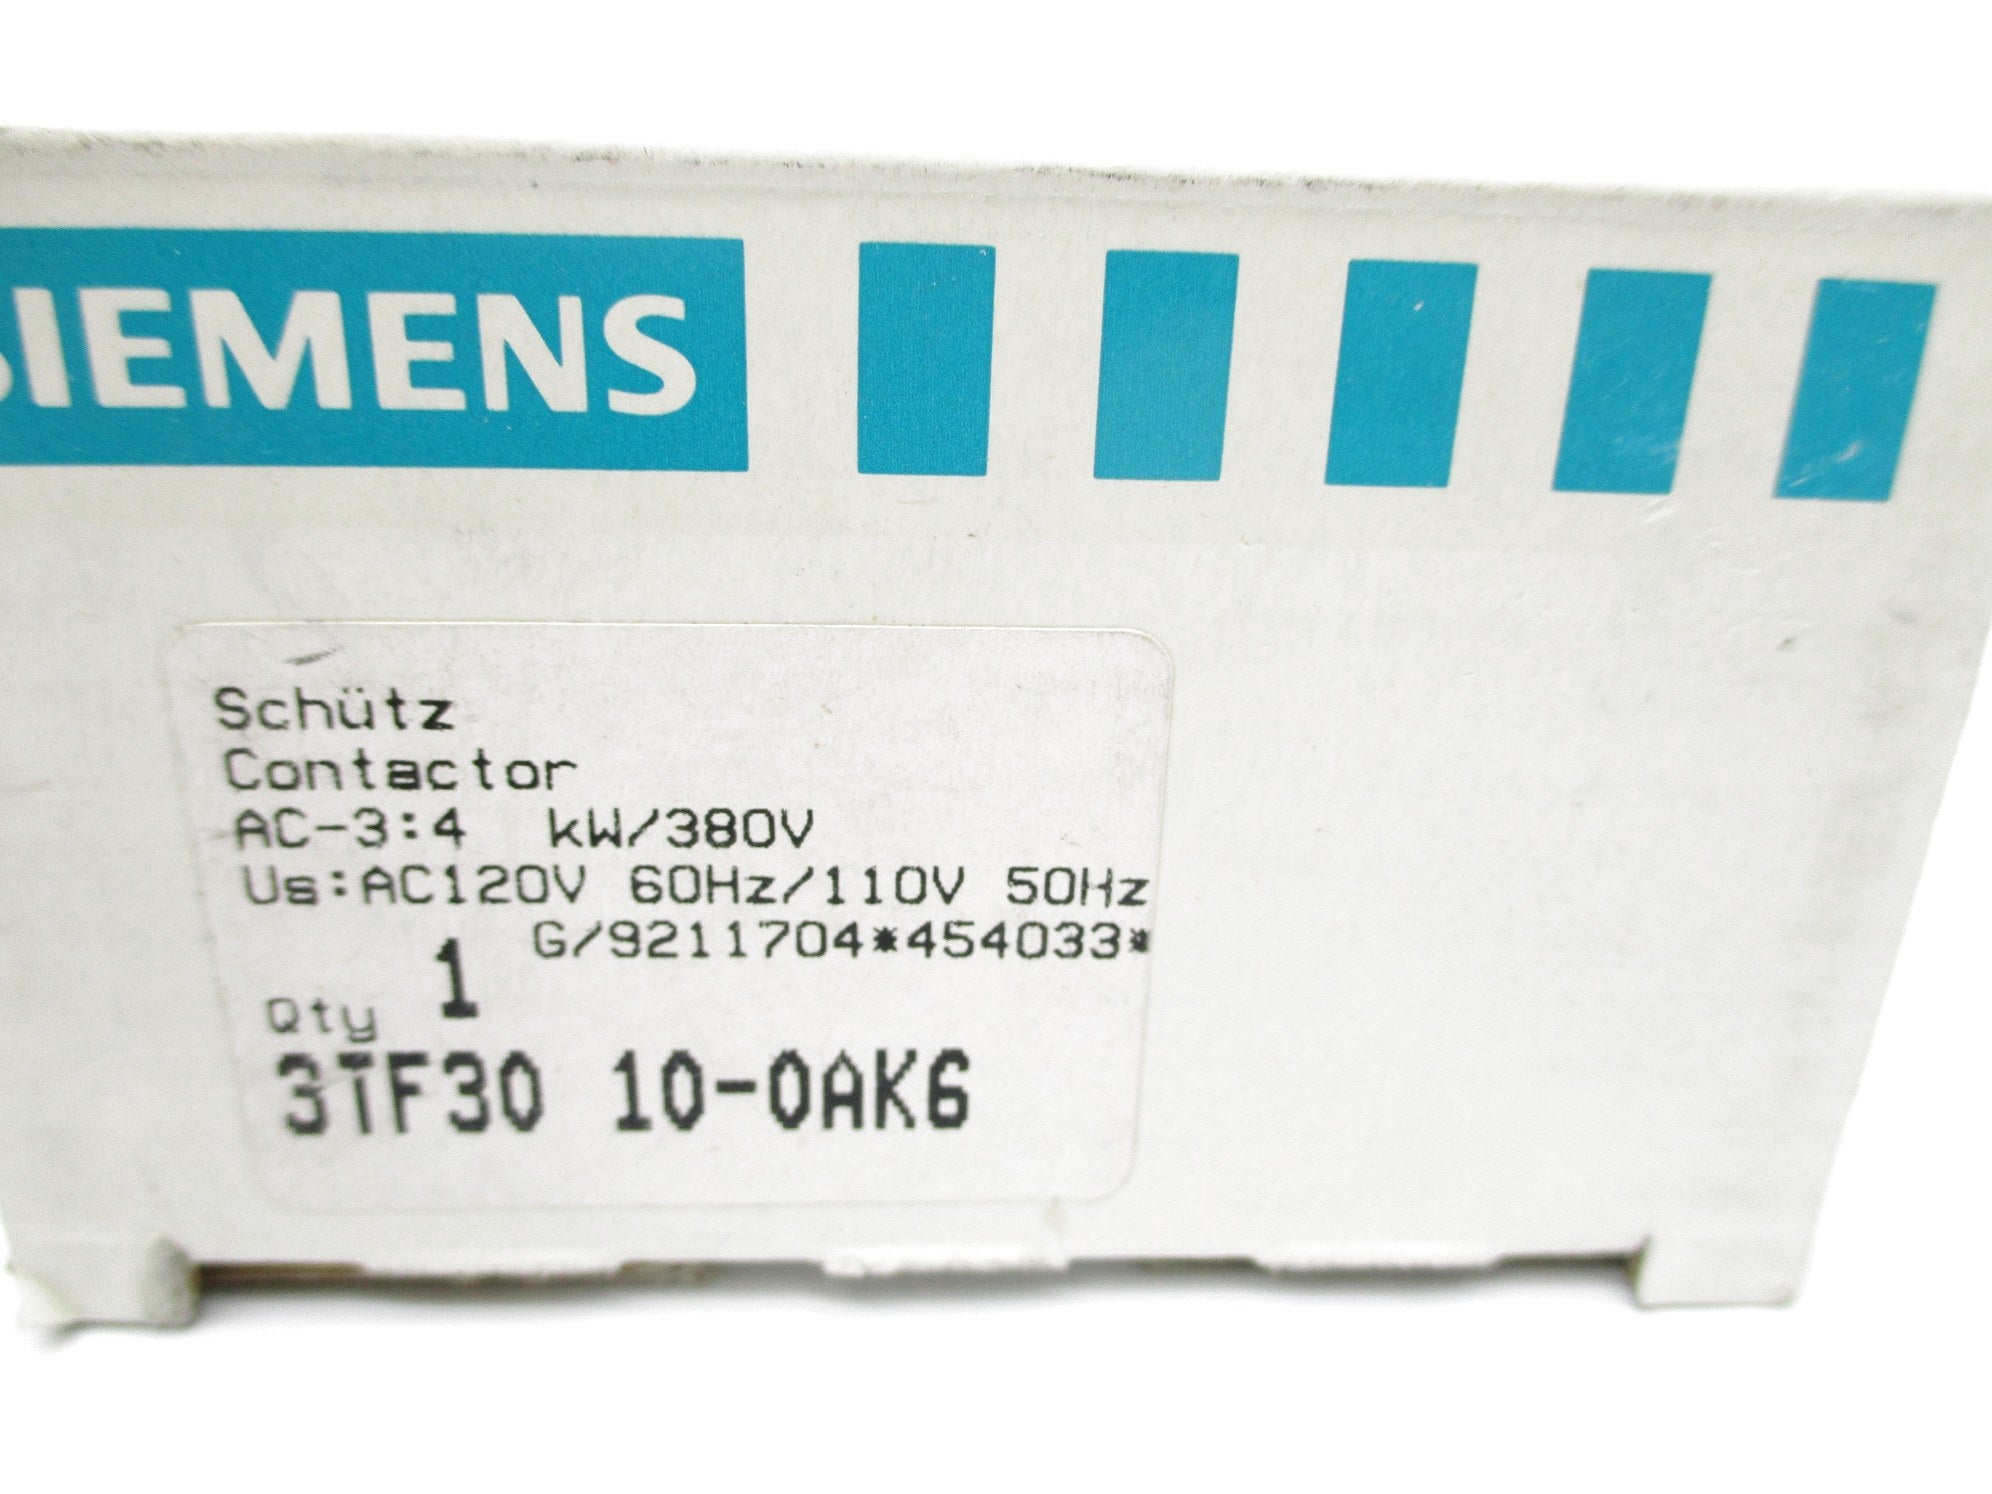 SIEMENS
Schütz
Contactor
AC-3:4 kW/380V
Us:AC120V 60Hz/110V 50Hz
G/9211704*454033*
Qty 1
3TF30 10-0AK6